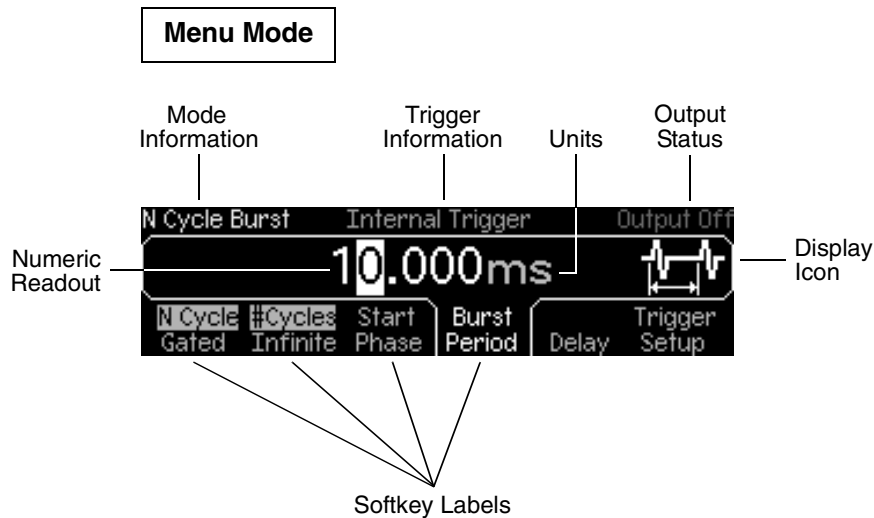 Menu Mode
Mode Information
Trigger Information
Units
Output Status
N Cycle Burst Internal Trigger Output Off
Numeric Readout
10.000ms
Display Icon
N Cycle #Cycles Start Burst Trigger
Gated Infinite Phase Period Delay Setup
Softkey Labels